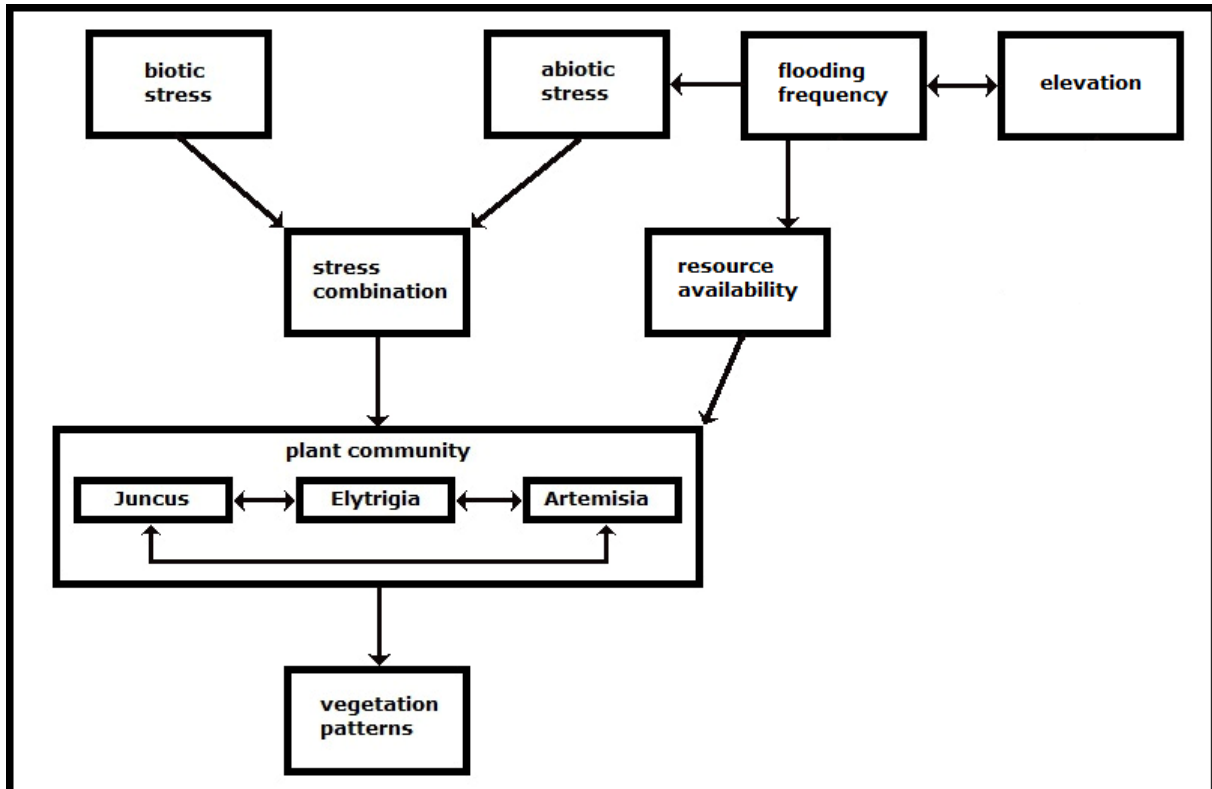 biotic
stress
abiotic
stress
flooding
frequency
elevation
stress
combination
resource
availability
plant community
Juncus
Elytrigia
Artemisia
vegetation
patterns